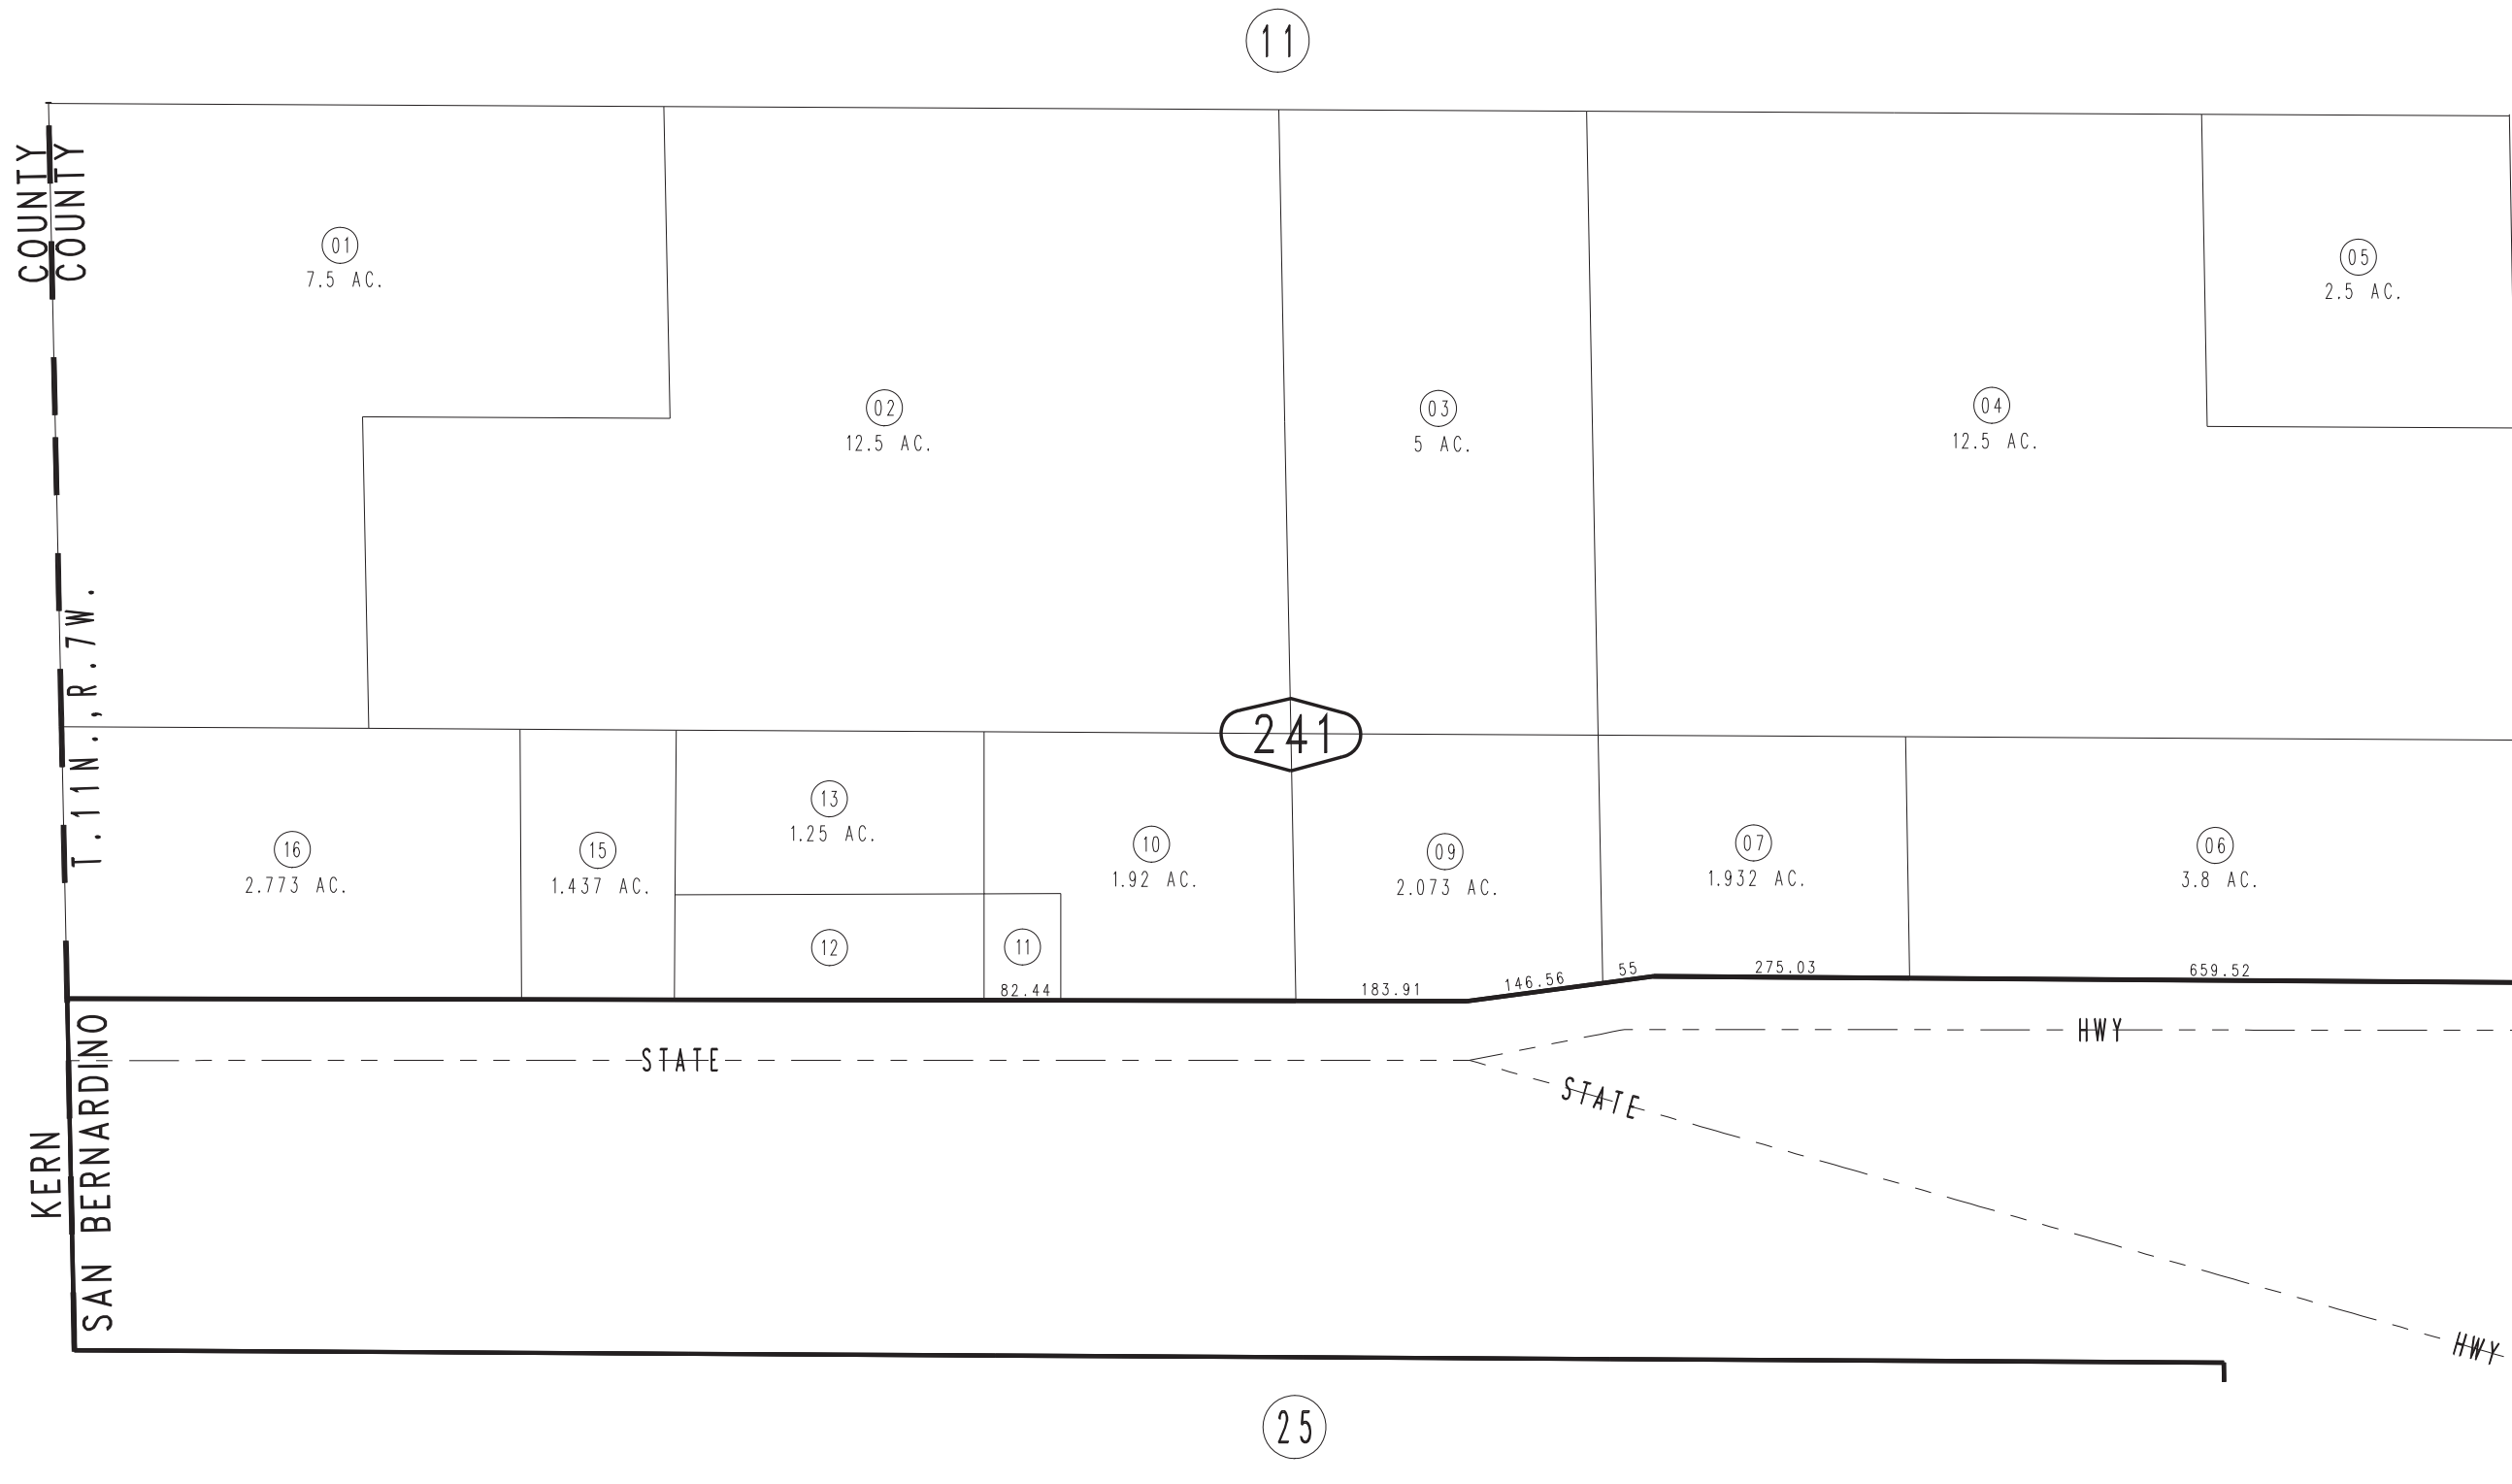 11
COUNTY
COUNTY
01
7.5 AC.
05
2.5 AC.
02
12.5 AC.
03
5 AC.
04
12.5 AC.
T.11N.,R.7W.
241
13
1.25 AC.
16
2.773 AC.
15
1.437 AC.
10
1.92 AC.
09
2.073 AC.
07
1.932 AC.
06
3.8 AC.
12
11
82.44
183.91
146.56
55
275.03
659.52
STATE
HWY
STATE
HWY
KERN
SAN BERNARDINO
25